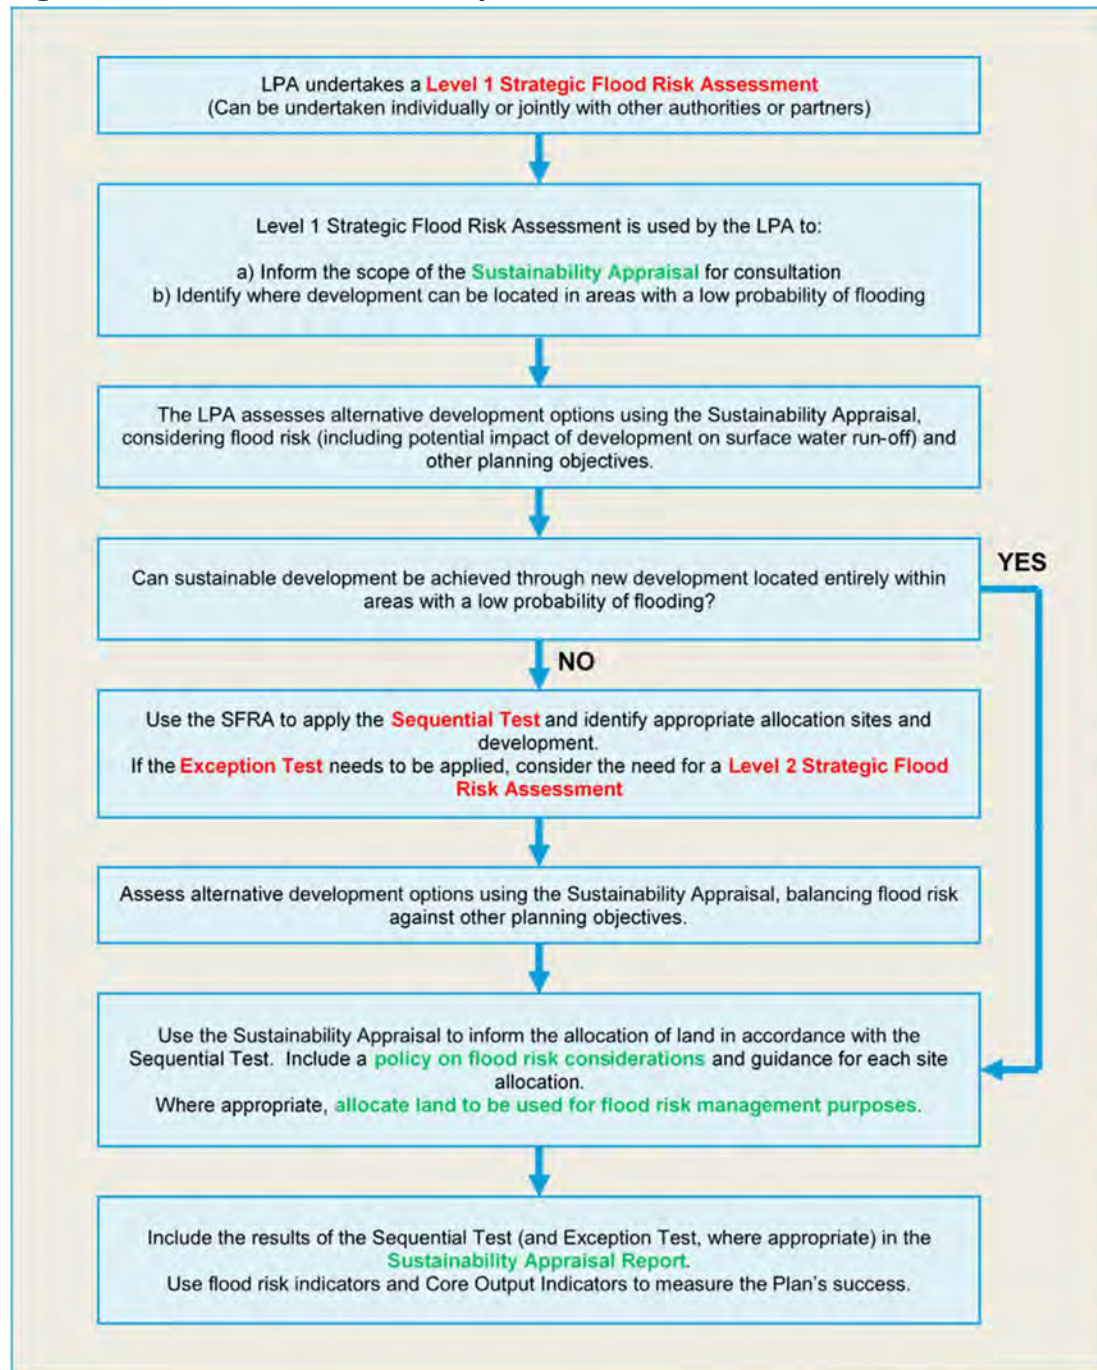 LPA undertakes a Level 1 Strategic Flood Risk Assessment
(Can be undertaken individually or jointly with other authorities or partners)
Level 1 Strategic Flood Risk Assessment is used by the LPA to:
a) Inform the scope of the Sustainability Appraisal for consultation
b) Identify where development can be located in areas with a low probability of flooding
The LPA assesses alternative development options using the Sustainability Appraisal,
considering flood risk (including potential impact of development on surface water run-off) and
other planning objectives.
Can sustainable development be achieved through new development located entirely within
areas with a low probability of flooding?
YES
NO
Use the SFRA to apply the Sequential Test and identify appropriate allocation sites and
development.
If the Exception Test needs to be applied, consider the need for a Level 2 Strategic Flood
Risk Assessment
Assess alternative development options using the Sustainability Appraisal, balancing flood risk
against other planning objectives.
Use the Sustainability Appraisal to inform the allocation of land in accordance with the
Sequential Test. Include a policy on flood risk considerations and guidance for each site
allocation.
Where appropriate, allocate land to be used for flood risk management purposes.
Include the results of the Sequential Test (and Exception Test, where appropriate) in the
Sustainability Appraisal Report.
Use flood risk indicators and Core Output Indicators to measure the Plan's success.